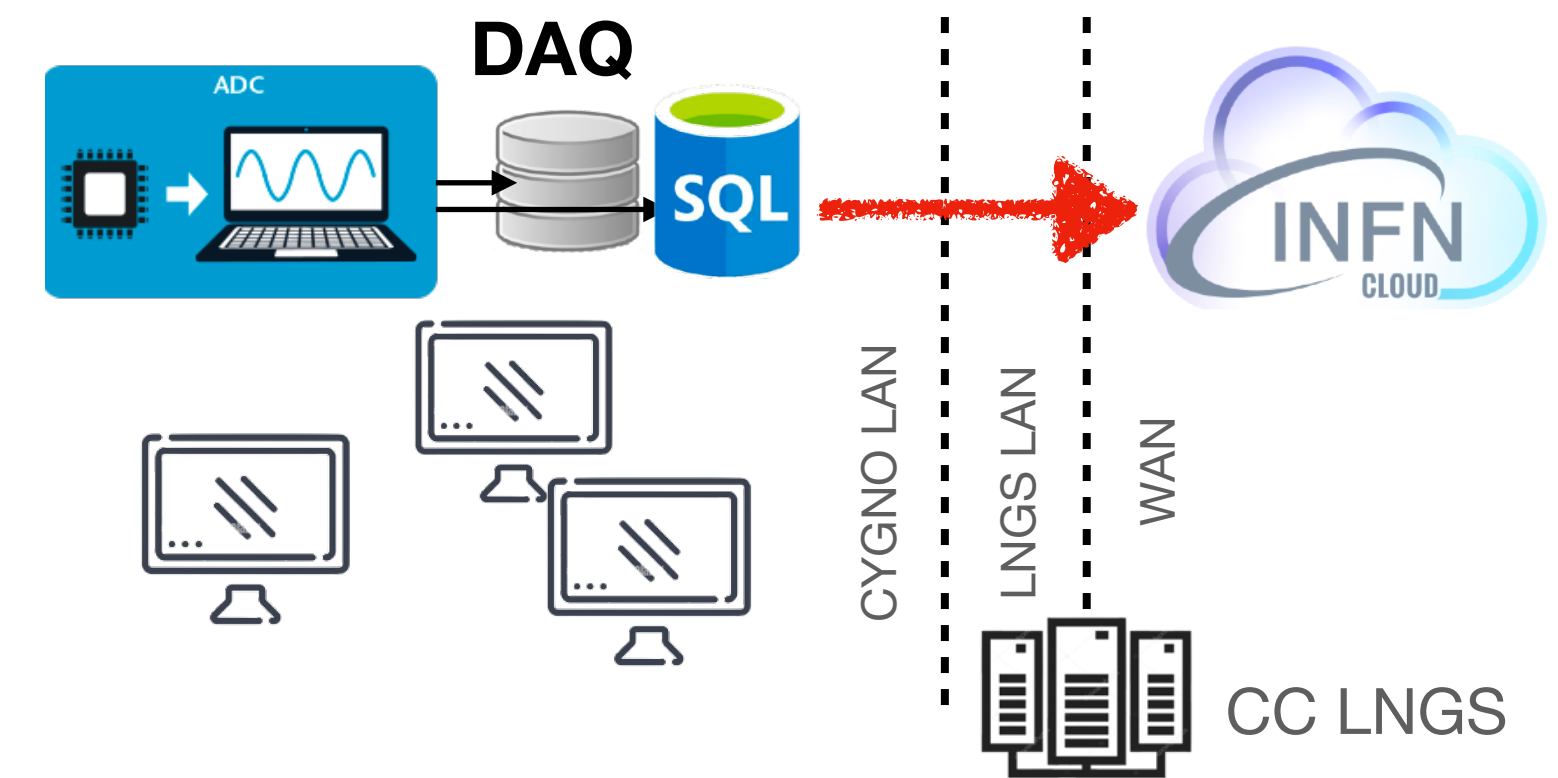 DAQ
ADC
SQL
INFN
CLOUD
CYGNO LAN
LNGS LAN
WAN
CC LNGS